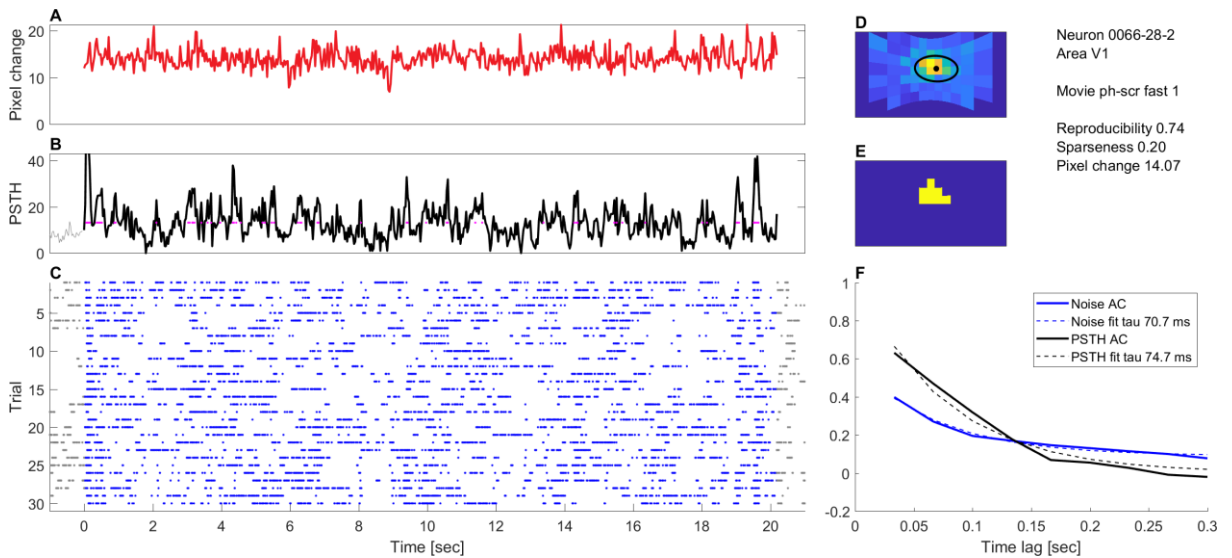 A
Pixel change
20
10
0
B
PSTH
40
20
0
C
Trial
5
10
15
20
25
30
0 2 4 6 8 10 12 14 16 18 20
Time [sec]
D
Neuron 0066-28-2
Area V1
Movie ph-scr fast 1
Reproducibility 0.74
Sparseness 0.20
Pixel change 14.07
E
F
1
0.8
0.6
0.4
0.2
0
-0.2
Noise AC
Noise fit tau 70.7 ms
PSTH AC
PSTH fit tau 74.7 ms
0 0.05 0.1 0.15 0.2 0.25 0.3
Time lag [sec]